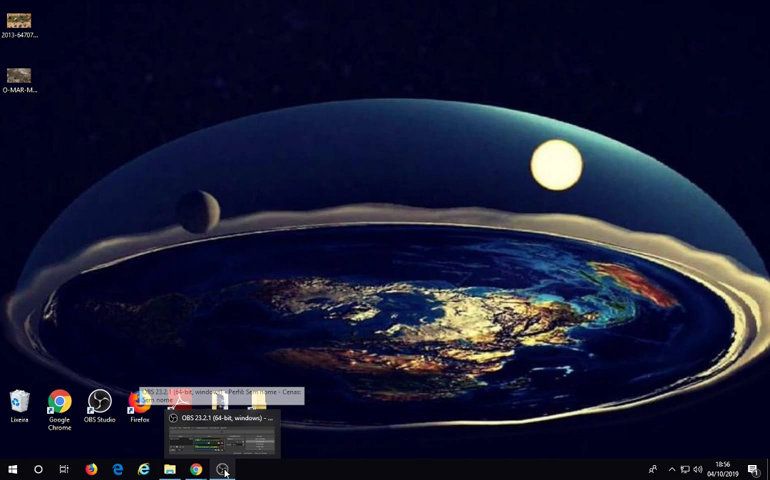 2013-64707...
O-MAR-M...
OBS 23.2.1 (64-bit, windows) - Perfil: Sem nome - Cenas:
Sem nome
Lixeira
Google
Chrome
OBS Studio
Firefox
OBS 23.2.1 (64-bit, windows) - ...
18:56
04/10/2019